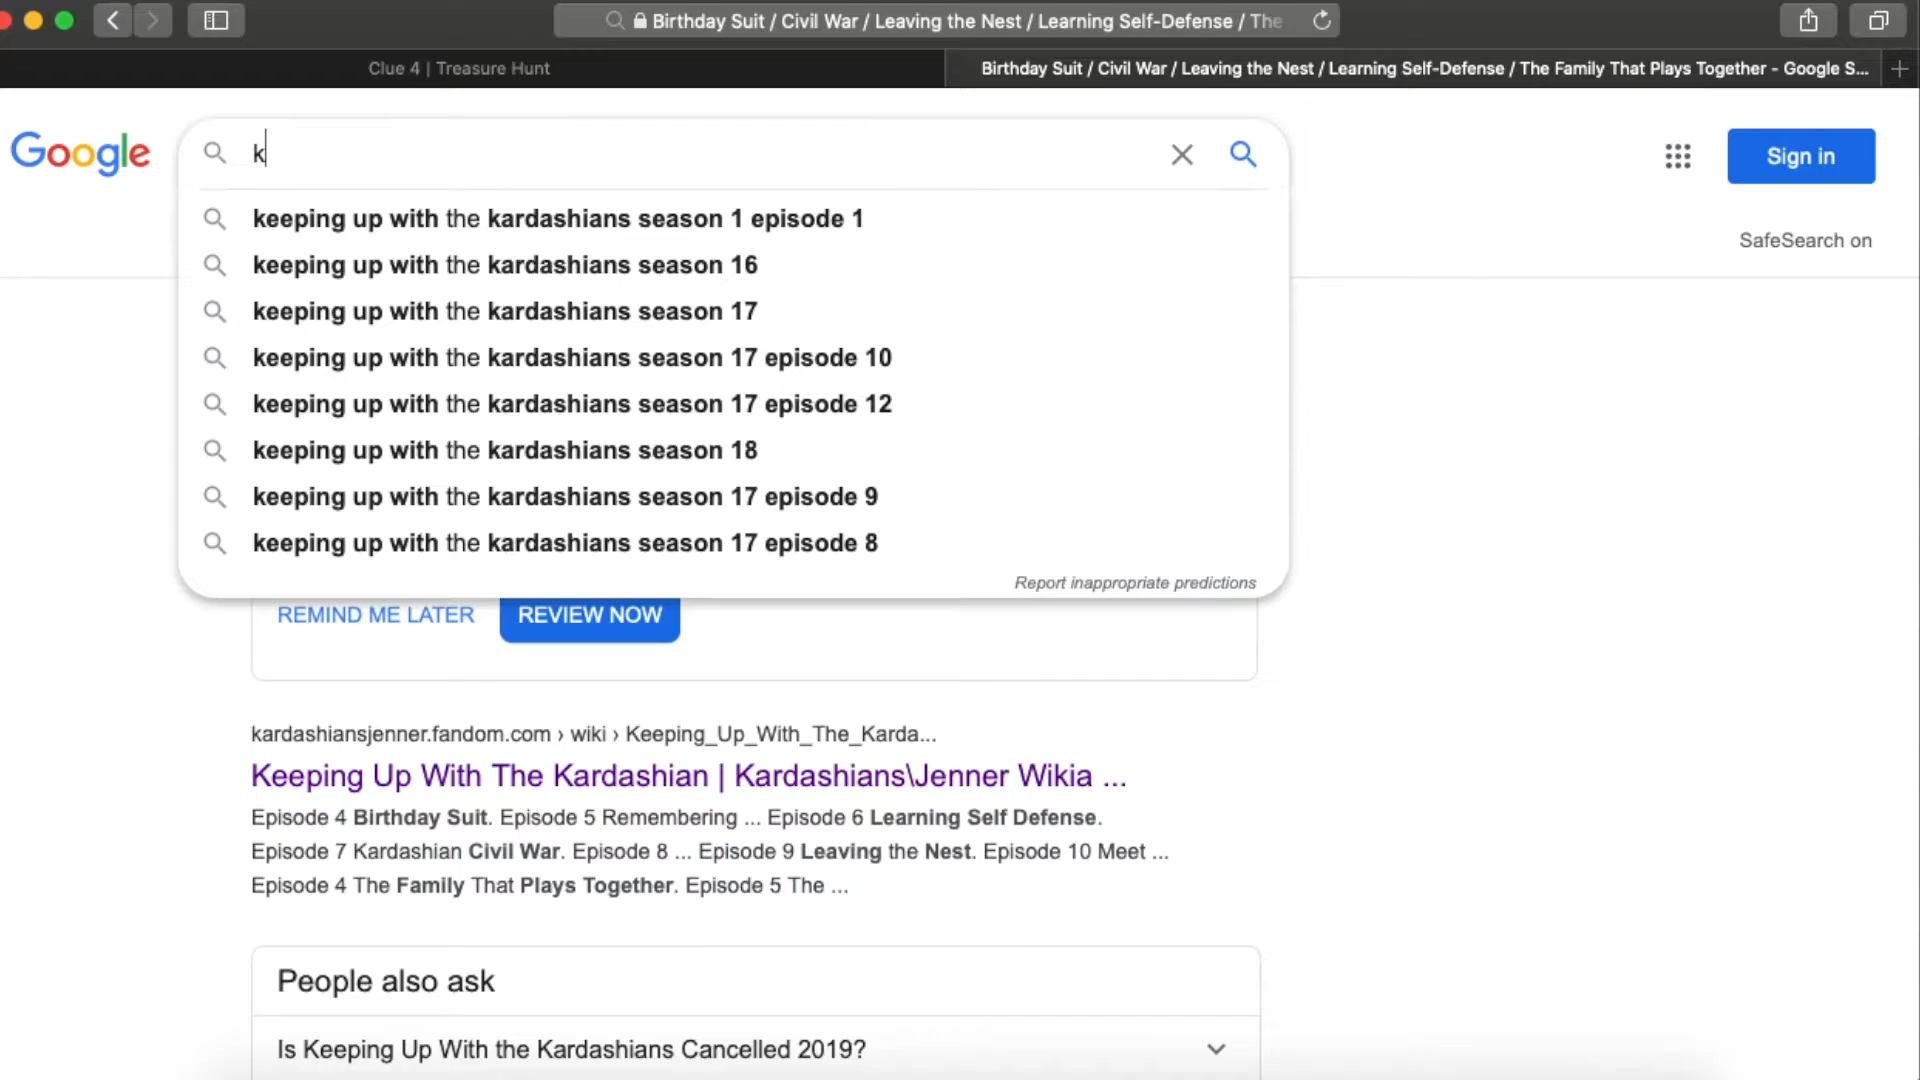 Birthday Suit / Civil War / Leaving the Nest / Learning Self-Defense / The
Clue 4 | Treasure Hunt
Birthday Suit / Civil War / Leaving the Nest / Learning Self-Defense / The Family That Plays Together - Google S...
Google
k
Sign in
SafeSearch on
keeping up with the kardashians season 1 episode 1
keeping up with the kardashians season 16
keeping up with the kardashians season 17
keeping up with the kardashians season 17 episode 10
keeping up with the kardashians season 17 episode 12
keeping up with the kardashians season 18
keeping up with the kardashians season 17 episode 9
keeping up with the kardashians season 17 episode 8
Report inappropriate predictions
REMIND ME LATER
REVIEW NOW
kardashiansjenner.fandom.com › wiki › Keeping_Up_With_The_Karda...
Keeping Up With The Kardashian | Kardashians\Jenner Wikia ...
Episode 4 Birthday Suit. Episode 5 Remembering ... Episode 6 Learning Self Defense.
Episode 7 Kardashian Civil War. Episode 8 ... Episode 9 Leaving the Nest. Episode 10 Meet ...
Episode 4 The Family That Plays Together. Episode 5 The ...
People also ask
Is Keeping Up With the Kardashians Cancelled 2019?